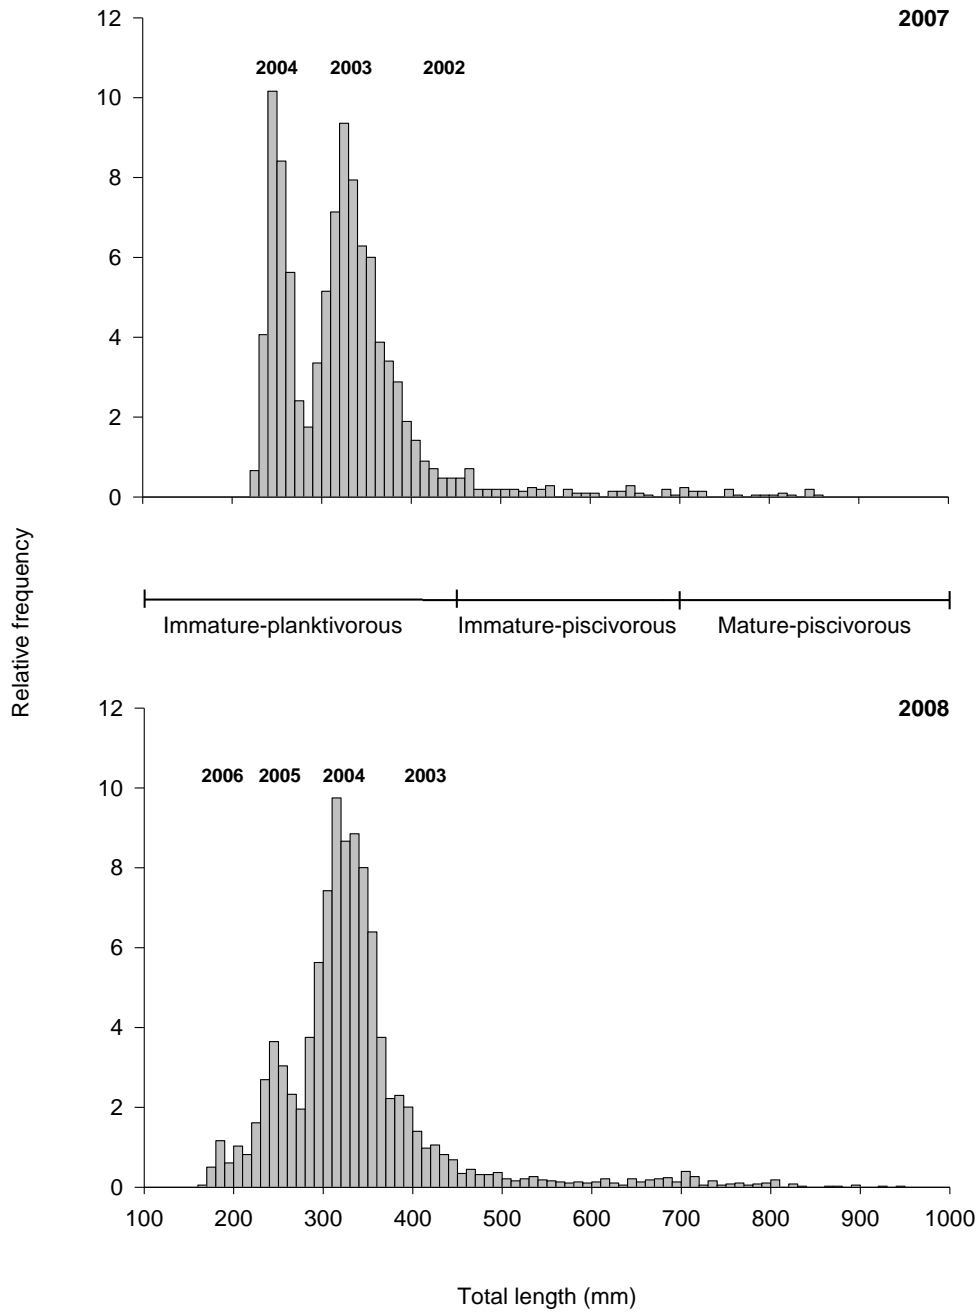 2007
12
2004 2003 2002
10
8
6
4
2
0
Relative frequency
Immature-planktivorous Immature-piscivorous Mature-piscivorous
2008
12
2006 2005 2004 2003
10
8
6
4
2
0
100 200 300 400 500 600 700 800 900 1000
Total length (mm)